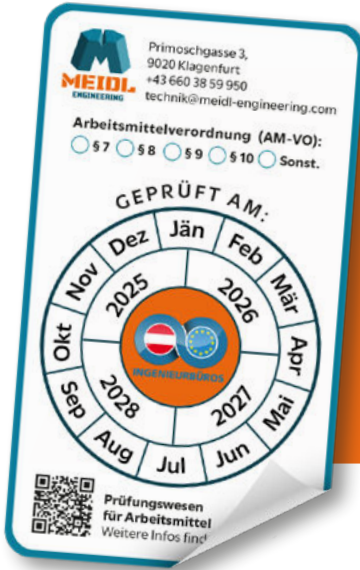 MEIDL
ENGINEERING
Primoschgasse 3,
9020 Klagenfurt
+43 660 38 59 950
technik@meidl-engineering.com
Arbeitsmittelverordnung (AM-VO):
§ 7 § 8 § 9 § 10 Sonst.
GEPRÜFT AM:
Jän
Feb
Mär
Apr
Mai
Jun
Jul
Aug
Sep
Okt
Nov
Dez
2025
2026
2027
2028
INGENIEURBÜROS
Prüfungswesen
für Arbeitsmittel
Weitere Infos